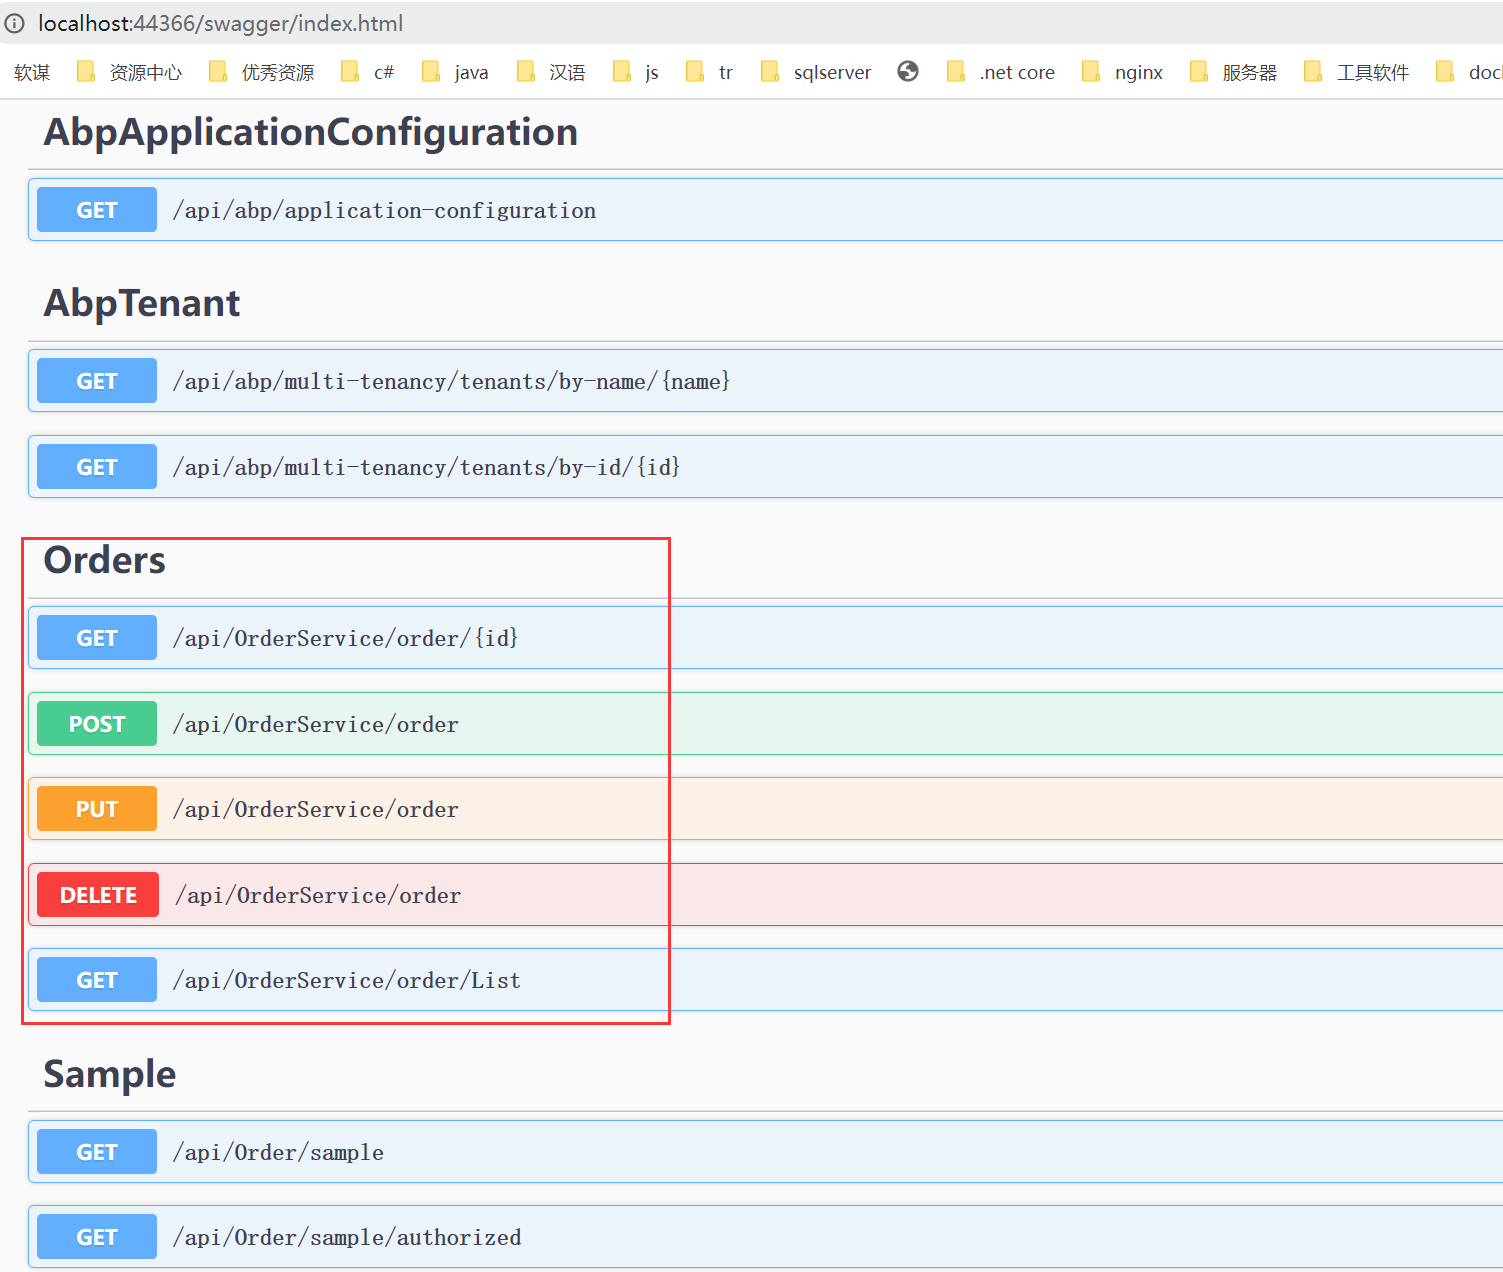 localhost:44366/swagger/index.html
软谋 资源中心 优秀资源 c# java 汉语 js tr sqlserver .net core nginx 服务器 工具软件
AbpApplicationConfiguration
GET /api/abp/application-configuration
AbpTenant
GET /api/abp/multi-tenancy/tenants/by-name/{name}
GET /api/abp/multi-tenancy/tenants/by-id/{id}
Orders
GET /api/OrderService/order/{id}
POST /api/OrderService/order
PUT /api/OrderService/order
DELETE /api/OrderService/order
GET /api/OrderService/order/List
Sample
GET /api/Order/sample
GET /api/Order/sample/authorized